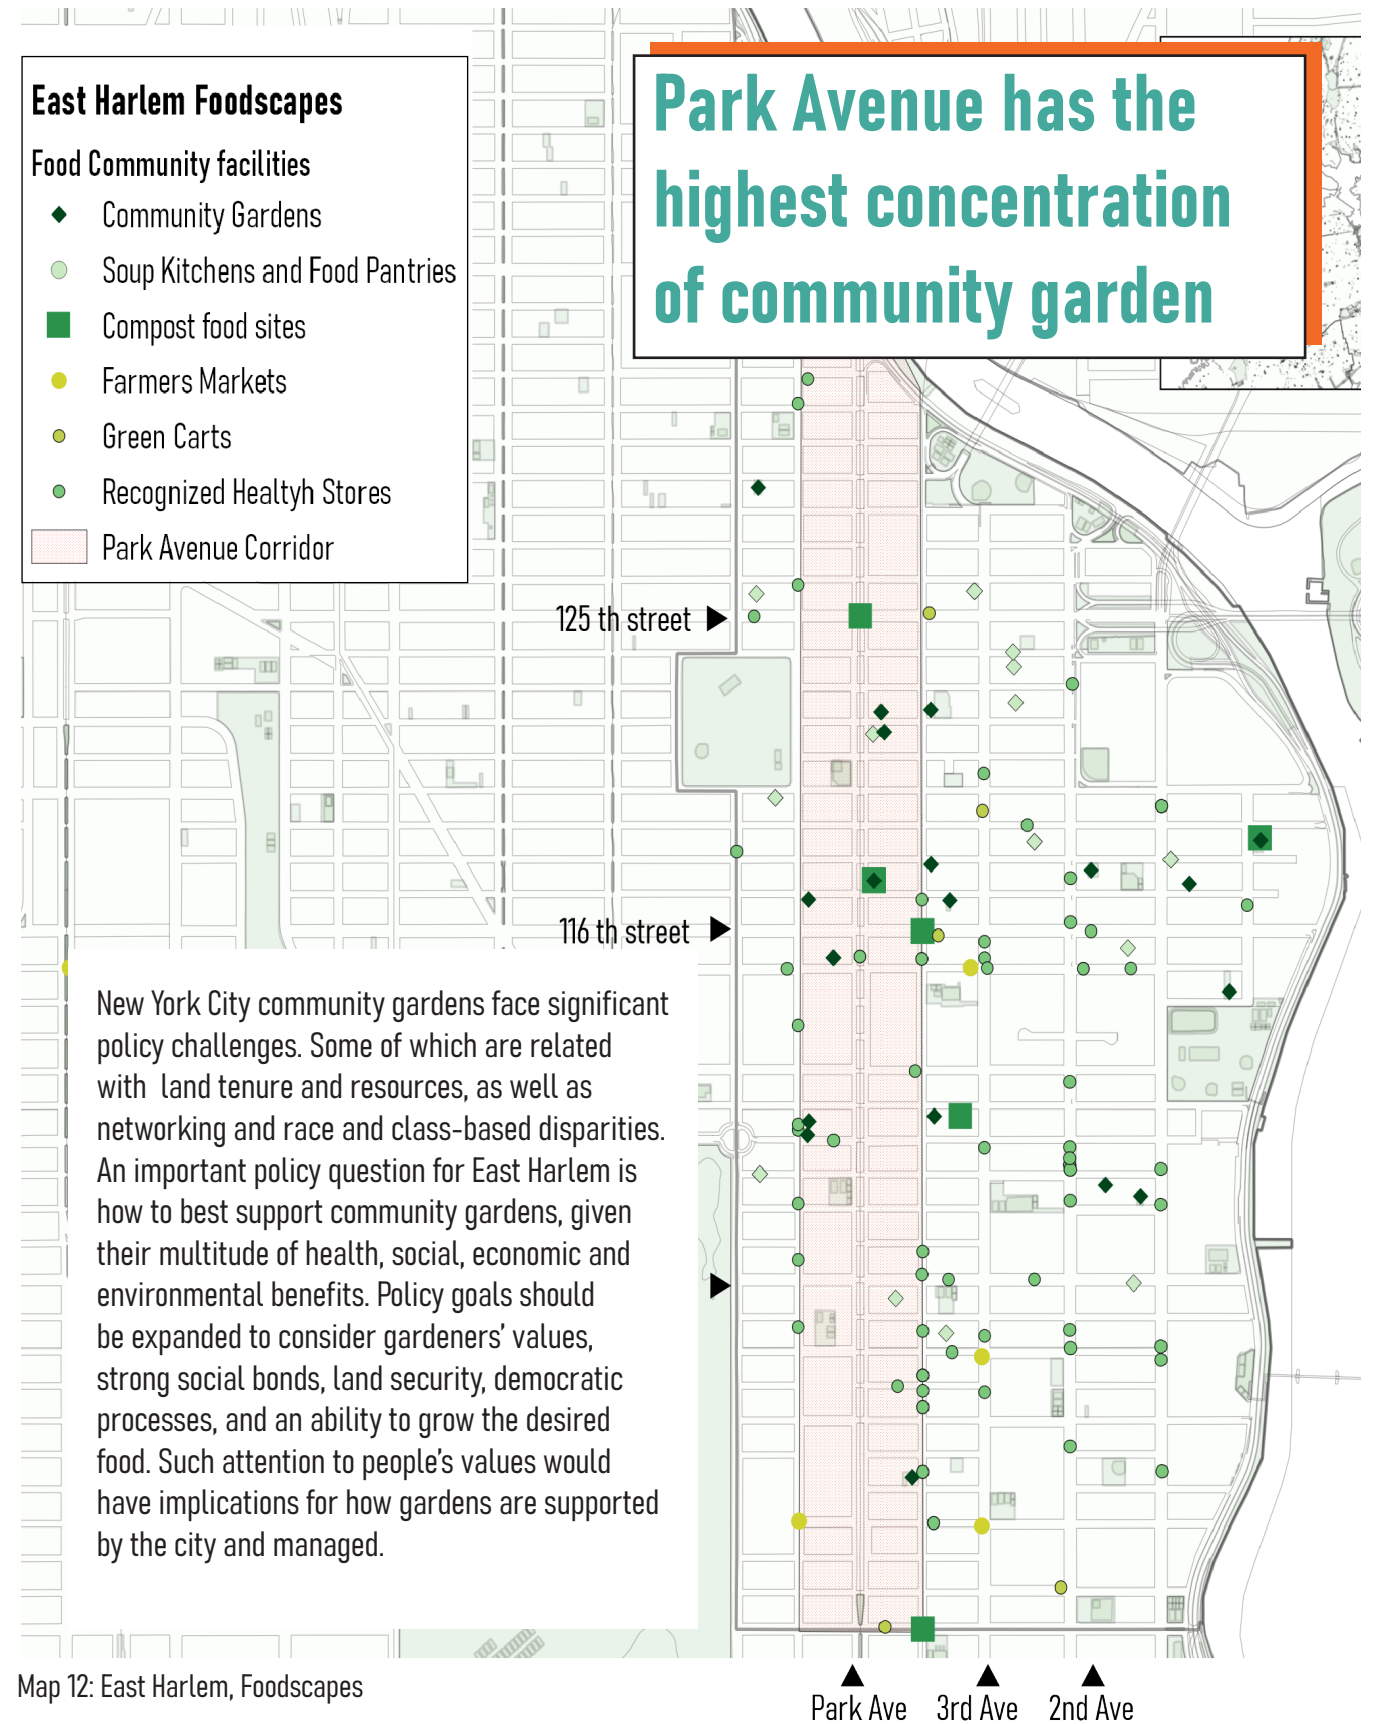 East Harlem Foodscapes
Food Community facilities
Community Gardens
Soup Kitchens and Food Pantries
Compost food sites
Farmers Markets
Green Carts
Recognized Healtyh Stores
Park Avenue Corridor
Park Avenue has the
highest concentration
of community garden
125 th street
116 th street
New York City community gardens face significant
policy challenges. Some of which are related
with  land tenure and resources, as well as
networking and race and class-based disparities.
An important policy question for East Harlem is
how to best support community gardens, given
their multitude of health, social, economic and
environmental benefits. Policy goals should
be expanded to consider gardeners’ values,
strong social bonds, land security, democratic
processes, and an ability to grow the desired
food. Such attention to people’s values would
have implications for how gardens are supported
by the city and managed.
Map 12: East Harlem, Foodscapes
Park Ave
3rd Ave
2nd Ave